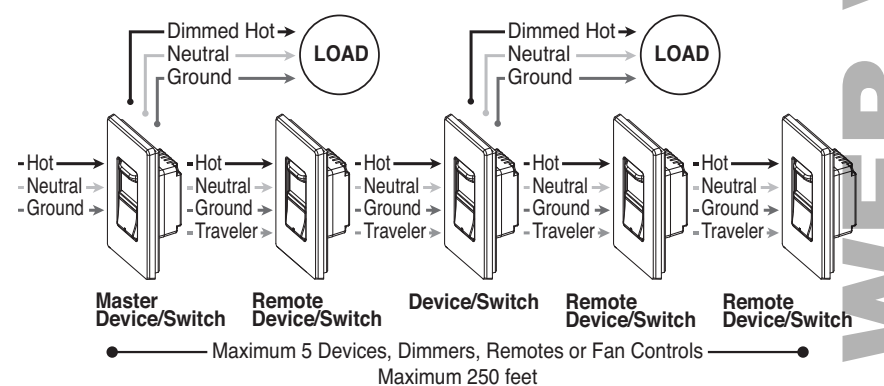 Dimmed Hot
Neutral
Ground
LOAD
Dimmed Hot
Neutral
Ground
LOAD
Hot
Neutral
Ground
Hot
Neutral
Ground
Traveler
Hot
Neutral
Ground
Traveler
Hot
Neutral
Ground
Traveler
Hot
Neutral
Ground
Traveler
Master
Device/Switch
Remote
Device/Switch
Device/Switch
Remote
Device/Switch
Remote
Device/Switch
Maximum 5 Devices, Dimmers, Remotes or Fan Controls
Maximum 250 feet